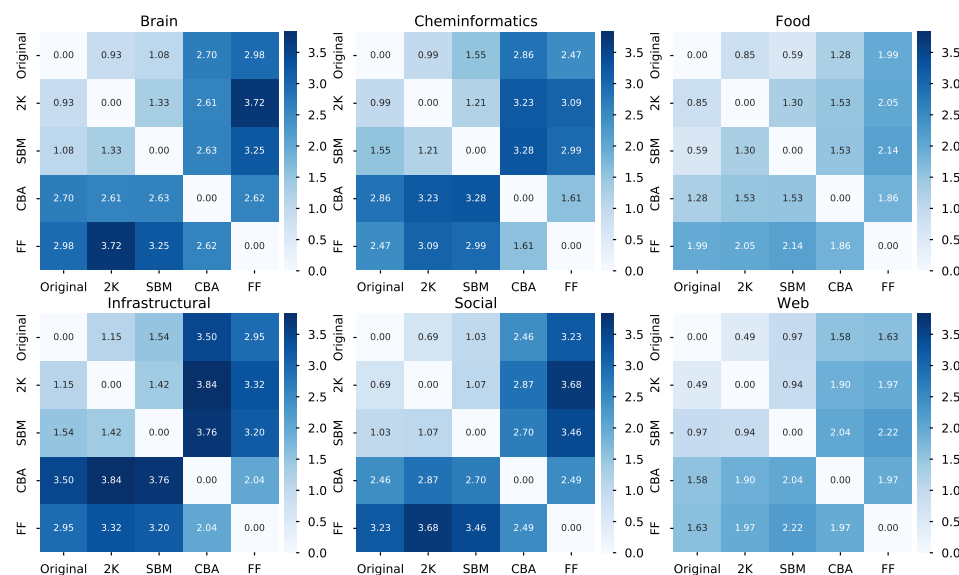 Brain
Original 0.00 0.93 1.08 2.70 2.98
2K 0.93 0.00 1.33 2.61 3.72
SBM 1.08 1.33 0.00 2.63 3.25
CBA 2.70 2.61 2.63 0.00 2.62
FF 2.98 3.72 3.25 2.62 0.00
Original 2K SBM CBA FF
3.5
3.0
2.5
2.0
1.5
1.0
0.5
0.0
Cheminformatics
Original 0.00 0.99 1.55 2.86 2.47
2K 0.99 0.00 1.21 3.23 3.09
SBM 1.55 1.21 0.00 3.28 2.99
CBA 2.86 3.23 3.28 0.00 1.61
FF 2.47 3.09 2.99 1.61 0.00
Original 2K SBM CBA FF
3.5
3.0
2.5
2.0
1.5
1.0
0.5
0.0
Food
Original 0.00 0.85 0.59 1.28 1.99
2K 0.85 0.00 1.30 1.53 2.05
SBM 0.59 1.30 0.00 1.53 2.14
CBA 1.28 1.53 1.53 0.00 1.86
FF 1.99 2.05 2.14 1.86 0.00
Original 2K SBM CBA FF
3.5
3.0
2.5
2.0
1.5
1.0
0.5
0.0
Infrastructural
Original 0.00 1.15 1.54 3.50 2.95
2K 1.15 0.00 1.42 3.84 3.32
SBM 1.54 1.42 0.00 3.76 3.20
CBA 3.50 3.84 3.76 0.00 2.04
FF 2.95 3.32 3.20 2.04 0.00
Original 2K SBM CBA FF
3.5
3.0
2.5
2.0
1.5
1.0
0.5
0.0
Social
Original 0.00 0.69 1.03 2.46 3.23
2K 0.69 0.00 1.07 2.87 3.68
SBM 1.03 1.07 0.00 2.70 3.46
CBA 2.46 2.87 2.70 0.00 2.49
FF 3.23 3.68 3.46 2.49 0.00
Original 2K SBM CBA FF
3.5
3.0
2.5
2.0
1.5
1.0
0.5
0.0
Web
Original 0.00 0.49 0.97 1.58 1.63
2K 0.49 0.00 0.94 1.90 1.97
SBM 0.97 0.94 0.00 2.04 2.22
CBA 1.58 1.90 2.04 0.00 1.97
FF 1.63 1.97 2.22 1.97 0.00
Original 2K SBM CBA FF
3.5
3.0
2.5
2.0
1.5
1.0
0.5
0.0